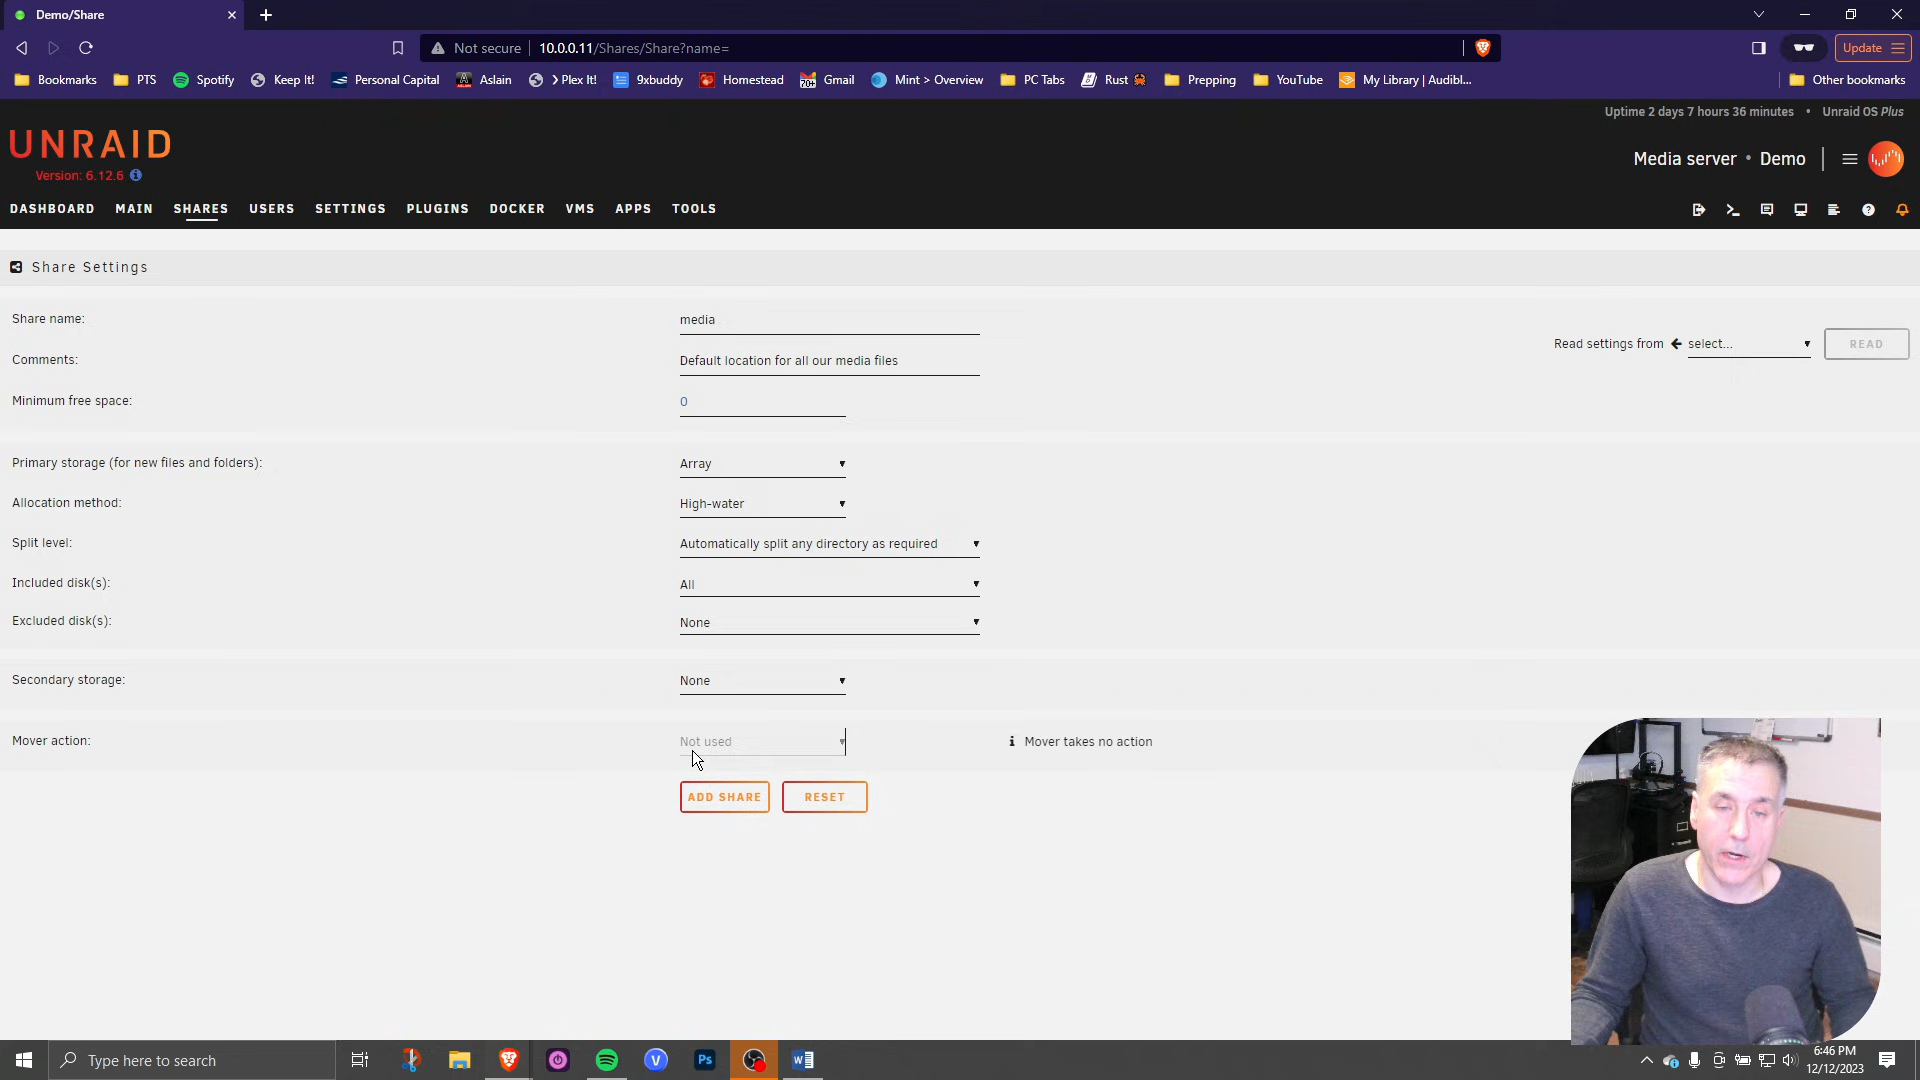 Demo/Share
Not secure 10.0.0.11/Shares/Share?name=
Update
Bookmarks PTS Spotify Keep It! Personal Capital Aslain > Plex It! 9xbuddy Homestead 70+ Gmail Mint > Overview PC Tabs Rust Prepping YouTube My Library | Audibl... Other bookmarks
Uptime 2 days 7 hours 36 minutes • Unraid OS Plus
UNRAID
Version: 6.12.6
Media server • Demo
DASHBOARD MAIN SHARES USERS SETTINGS PLUGINS DOCKER VMS APPS TOOLS
Share Settings
Share name: media
Read settings from select... READ
Comments: Default location for all our media files
Minimum free space: 0
Primary storage (for new files and folders): Array
Allocation method: High-water
Split level: Automatically split any directory as required
Included disk(s): All
Excluded disk(s): None
Secondary storage: None
Mover action: Not used Mover takes no action
ADD SHARE RESET
Type here to search
Ps
V
W
6:46 PM
12/12/2023